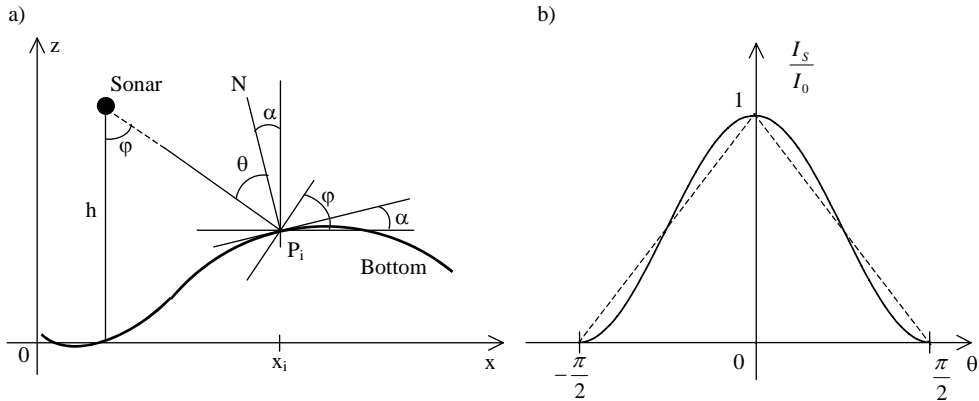 a)
z
Sonar
φ
h
N
α
θ
φ
α
P_i
Bottom
0
x_i
x
b)
I_S / I_0
1
-π/2
0
π/2
θ